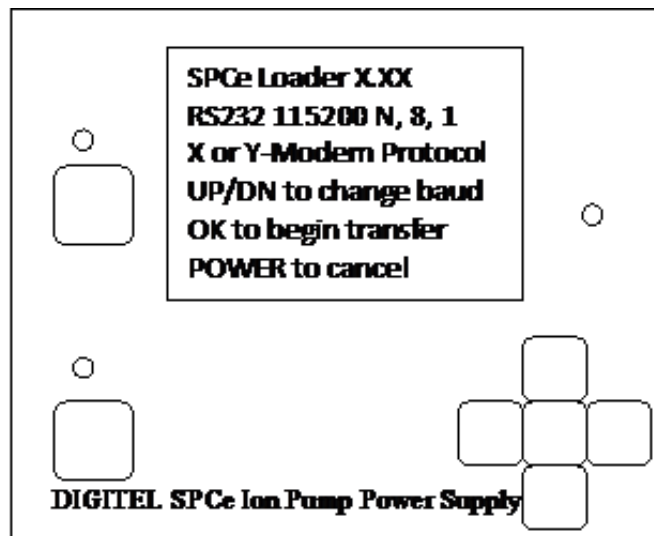 SPCe Loader X.XX
RS232 115200 N, 8, 1
X or Y-Modem Protocol
UP/DN to change baud
OK to begin transfer
POWER to cancel
DIGITEL SPCe Ion Pump Power Supply